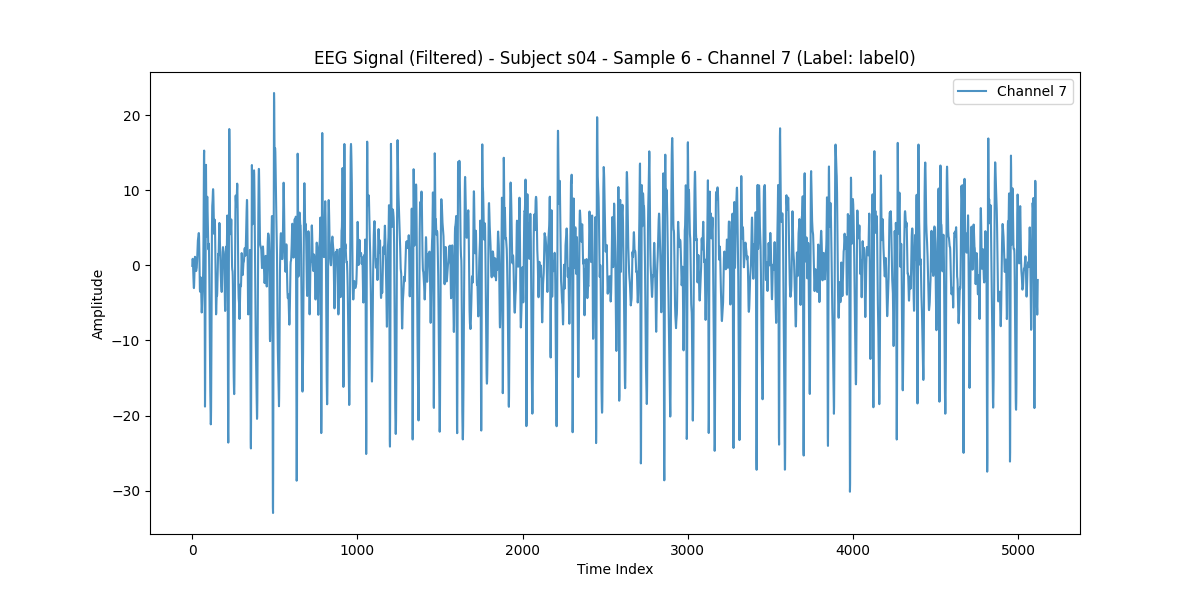 EEG Signal (Filtered) - Subject s04 - Sample 6 - Channel 7 (Label: label0)
Channel 7
20
10
0
−10
−20
−30
Amplitude
0 1000 2000 3000 4000 5000
Time Index